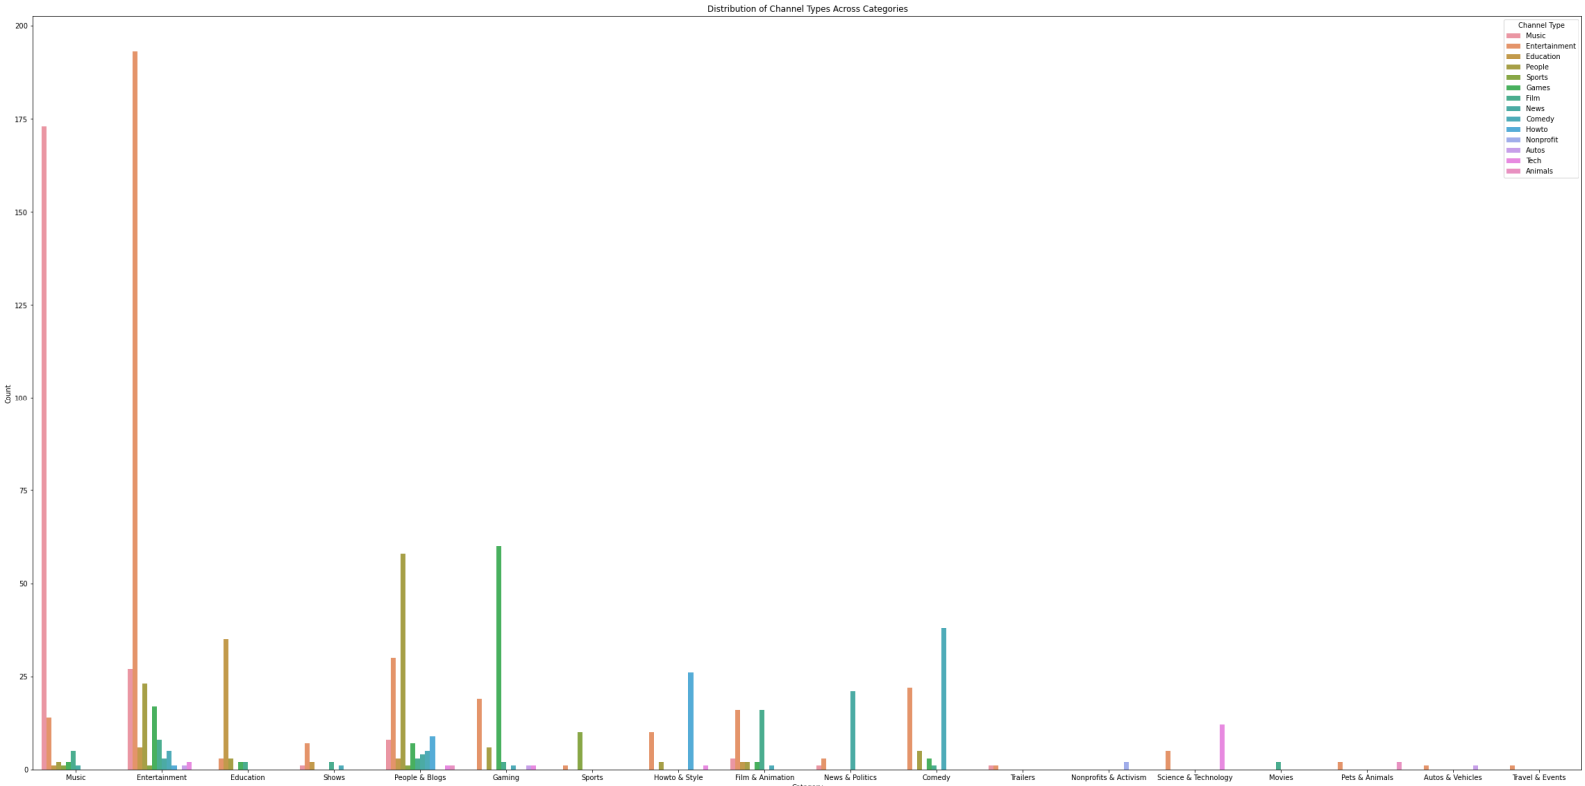 Distribution of Channel Types Across Categories
200
175
150
125
100
75
50
25
0
Count
Channel Type
Music
Entertainment
Education
People
Sports
Games
Film
News
Comedy
Howto
Nonprofit
Autos
Tech
Animals
Music Entertainment Education Shows People & Blogs Gaming Sports Howto & Style Film & Animation News & Politics Comedy Trailers Nonprofits & Activism Science & Technology Movies Pets & Animals Autos & Vehicles Travel & Events